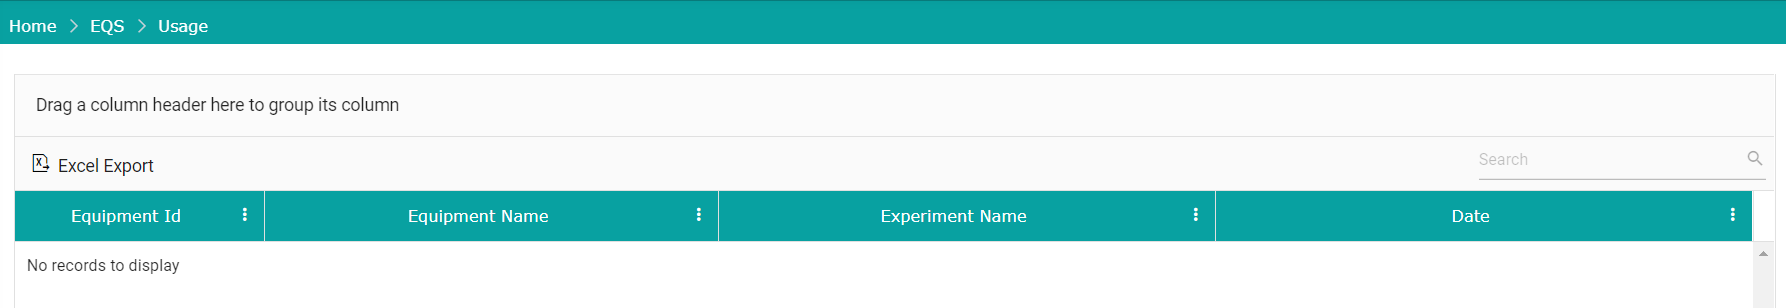 Home > EQS > Usage
Drag a column header here to group its column
Excel Export
Search
Equipment Id Equipment Name Experiment Name Date
No records to display